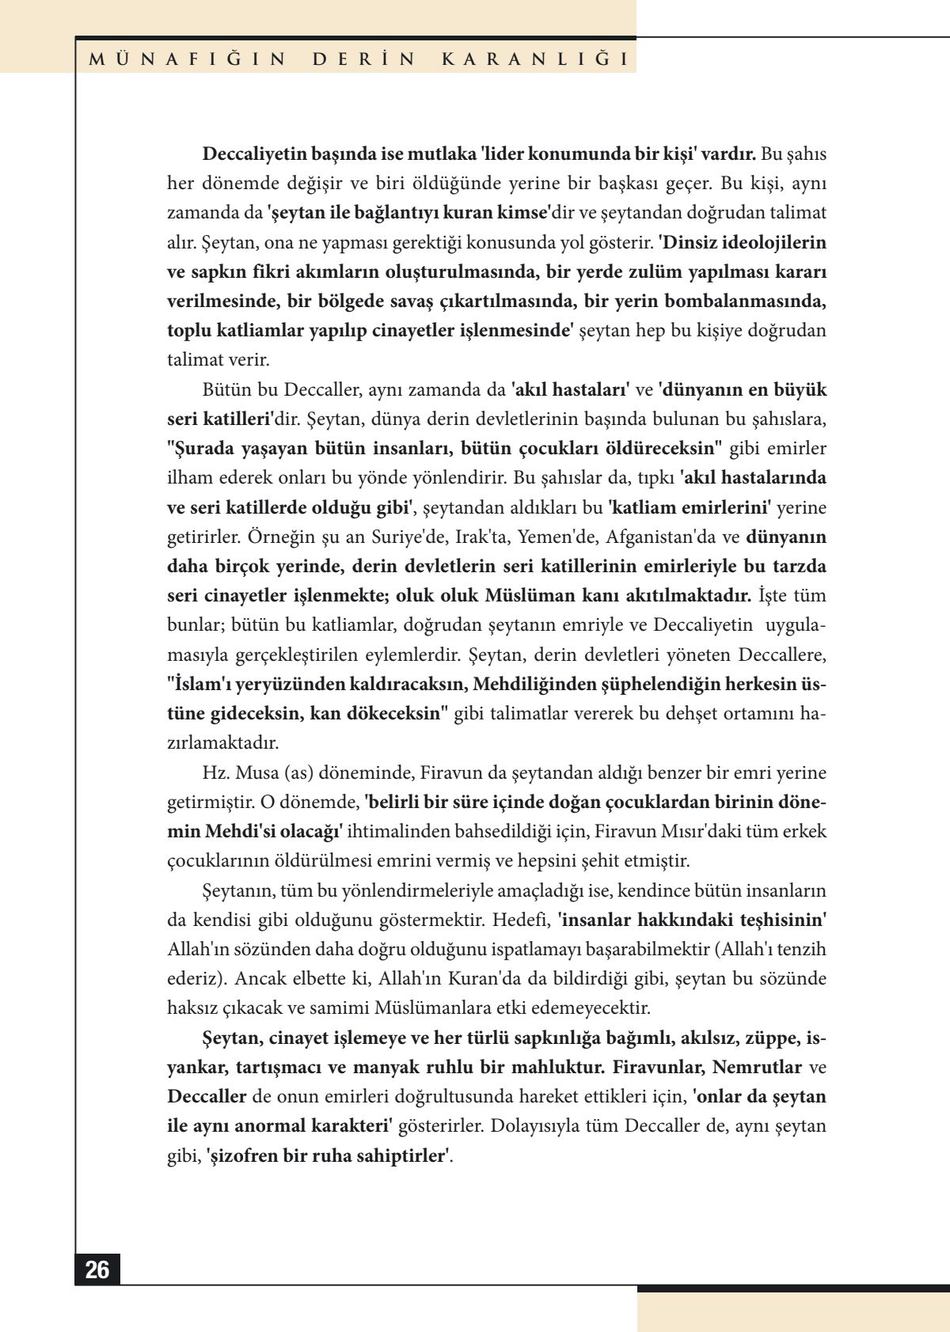 MÜNAFIĞIN DERİN KARANLIĞI
Deccaliyetin başında ise mutlaka 'lider konumunda bir kişi' vardır. Bu şahıs
her dönemde değişir ve biri öldüğünde yerine bir başkası geçer. Bu kişi, aynı
zamanda da 'şeytan ile bağlantıyı kuran kimse'dir ve şeytandan doğrudan talimat
alır. Şeytan, ona ne yapması gerektiği konusunda yol gösterir. 'Dinsiz ideolojilerin
ve sapkın fikri akımların oluşturulmasında, bir yerde zulüm yapılması kararı
verilmesinde, bir bölgede savaş çıkartılmasında, bir yerin bombalanmasında,
toplu katliamlar yapılıp cinayetler işlenmesinde' şeytan hep bu kişiye doğrudan
talimat verir.
Bütün bu Deccaller, aynı zamanda da 'akıl hastaları' ve 'dünyanın en büyük
seri katilleri'dir. Şeytan, dünya derin devletlerinin başında bulunan bu şahıslara,
"Şurada yaşayan bütün insanları, bütün çocukları öldüreceksin" gibi emirler
ilham ederek onları bu yönde yönlendirir. Bu şahıslar da, tıpkı 'akıl hastalarında
ve seri katillerde olduğu gibi', şeytandan aldıkları bu 'katliam emirlerini' yerine
getirirler. Örneğin şu an Suriye'de, Irak'ta, Yemen'de, Afganistan'da ve dünyanın
daha birçok yerinde, derin devletlerin seri katillerinin emirleriyle bu tarzda
seri cinayetler işlenmekte; oluk oluk Müslüman kanı akıtılmaktadır. İşte tüm
bunlar; bütün bu katliamlar, doğrudan şeytanın emriyle ve Deccaliyetin uygula-
masıyla gerçekleştirilen eylemlerdir. Şeytan, derin devletleri yöneten Deccallere,
"İslam'ı yeryüzünden kaldıracaksın, Mehdiliğinden şüphelendiğin herkesin üs-
tüne gideceksin, kan dökeceksin" gibi talimatlar vererek bu dehşet ortamını ha-
zırlamaktadır.
Hz. Musa (as) döneminde, Firavun da şeytandan aldığı benzer bir emri yerine
getirmiştir. O dönemde, 'belirli bir süre içinde doğan çocuklardan birinin döne-
min Mehdi'si olacağı' ihtimalinden bahsedildiği için, Firavun Mısır'daki tüm erkek
çocuklarının öldürülmesi emrini vermiş ve hepsini şehit etmiştir.
Şeytanın, tüm bu yönlendirmeleriyle amaçladığı ise, kendince bütün insanların
da kendisi gibi olduğunu göstermektir. Hedefi, 'insanlar hakkındaki teşhisinin'
Allah'ın sözünden daha doğru olduğunu ispatlamayı başarabilmektir (Allah'ı tenzih
ederiz). Ancak elbette ki, Allah'ın Kuran'da da bildirdiği gibi, şeytan bu sözünde
haksız çıkacak ve samimi Müslümanlara etki edemeyecektir.
Şeytan, cinayet işlemeye ve her türlü sapkınlığa bağımlı, akılsız, züppe, is-
yankar, tartışmacı ve manyak ruhlu bir mahluktur. Firavunlar, Nemrutlar ve
Deccaller de onun emirleri doğrultusunda hareket ettikleri için, 'onlar da şeytan
ile aynı anormal karakteri' gösterirler. Dolayısıyla tüm Deccaller de, aynı şeytan
gibi, 'şizofren bir ruha sahiptirler'.
26